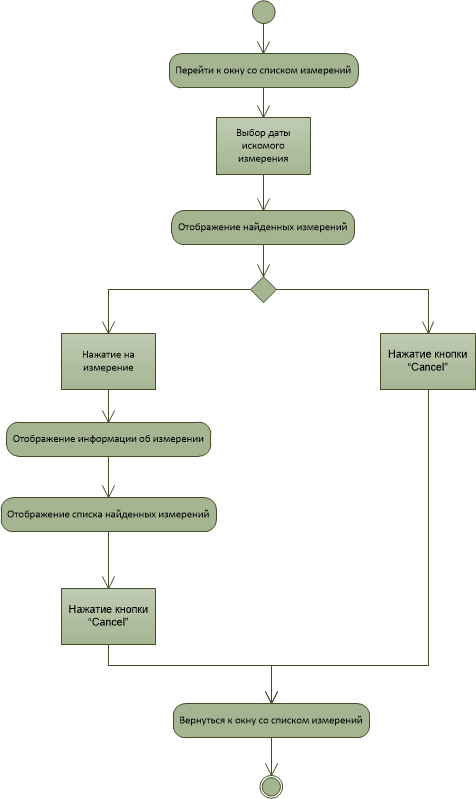 Перейти к окну со списком измерений
Выбор даты
искомого
измерения
Отображение найденных измерений
Нажатие на
измерение
Нажатие кнопки
“Cancel”
Отображение информации об измерении
Отображение списка найденных измерений
Нажатие кнопки
“Cancel”
Вернуться к окну со списком измерений